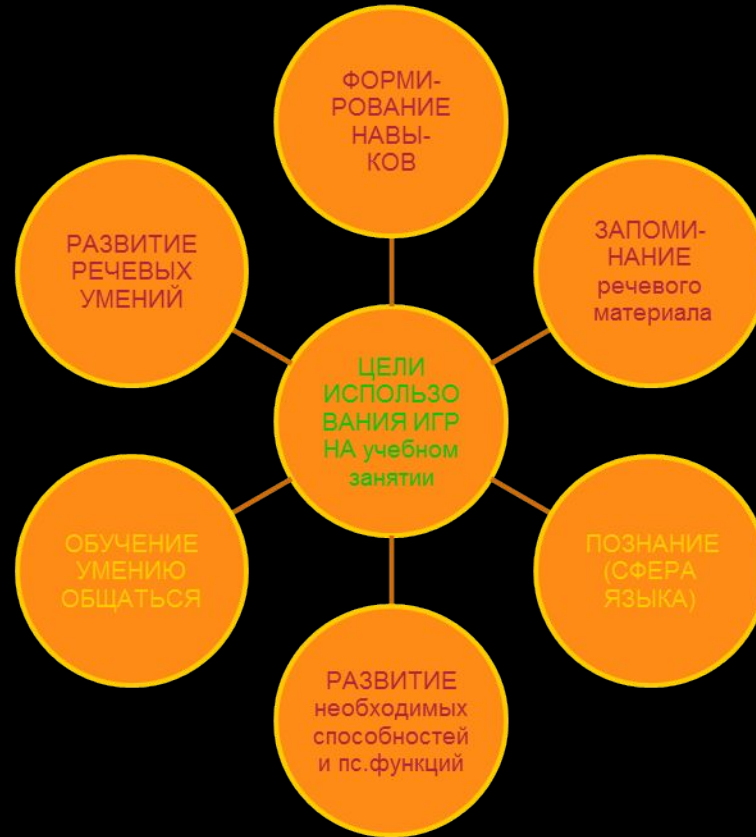 ФОРМИ-
РОВАНИЕ
НАВЫ-
КОВ
ЗАПОМИ-
НАНИЕ
речевого
материала
ПОЗНАНИЕ
(СФЕРА
ЯЗЫКА)
РАЗВИТИЕ
необходимых
способностей
и пс.функций
ОБУЧЕНИЕ
УМЕНИЮ
ОБЩАТЬСЯ
РАЗВИТИЕ
РЕЧЕВЫХ
УМЕНИЙ
ЦЕЛИ
ИСПОЛЬЗО
ВАНИЯ ИГР
НА учебном
занятии